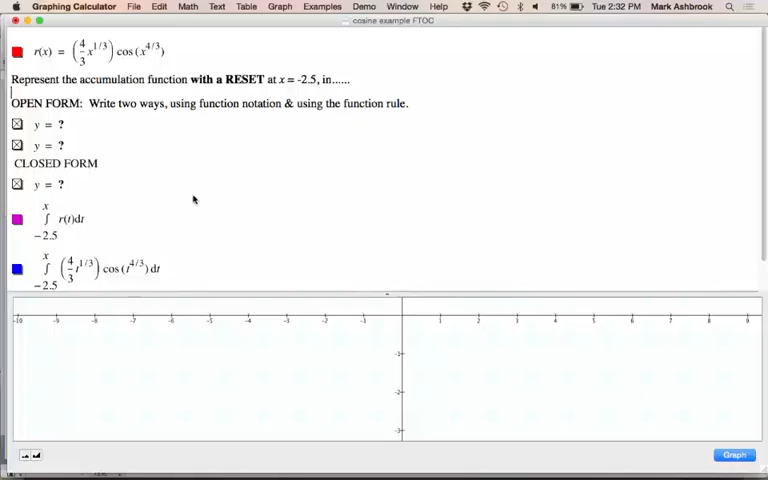 Graphing Calculator File Edit Math Text Table Graph Examples Demo Window Help 81% Tue 2:32 PM Mark Ashbrook
cosine example FTOC
r(x) = (4/3 x^1/3) cos(x^4/3)
Represent the accumulation function with a RESET at x = -2.5, in......
OPEN FORM: Write two ways, using function notation & using the function rule.
y = ?
y = ?
CLOSED FORM
y = ?
x
∫ r(t)dt
−2.5
x
∫ (4/3 t^1/3) cos(t^4/3) dt
−2.5
-10 -9 -8 -7 -6 -5 -4 -3 -2 -1 1 2 3 4 5 6 7 8 9
-1
-2
-3
Graph